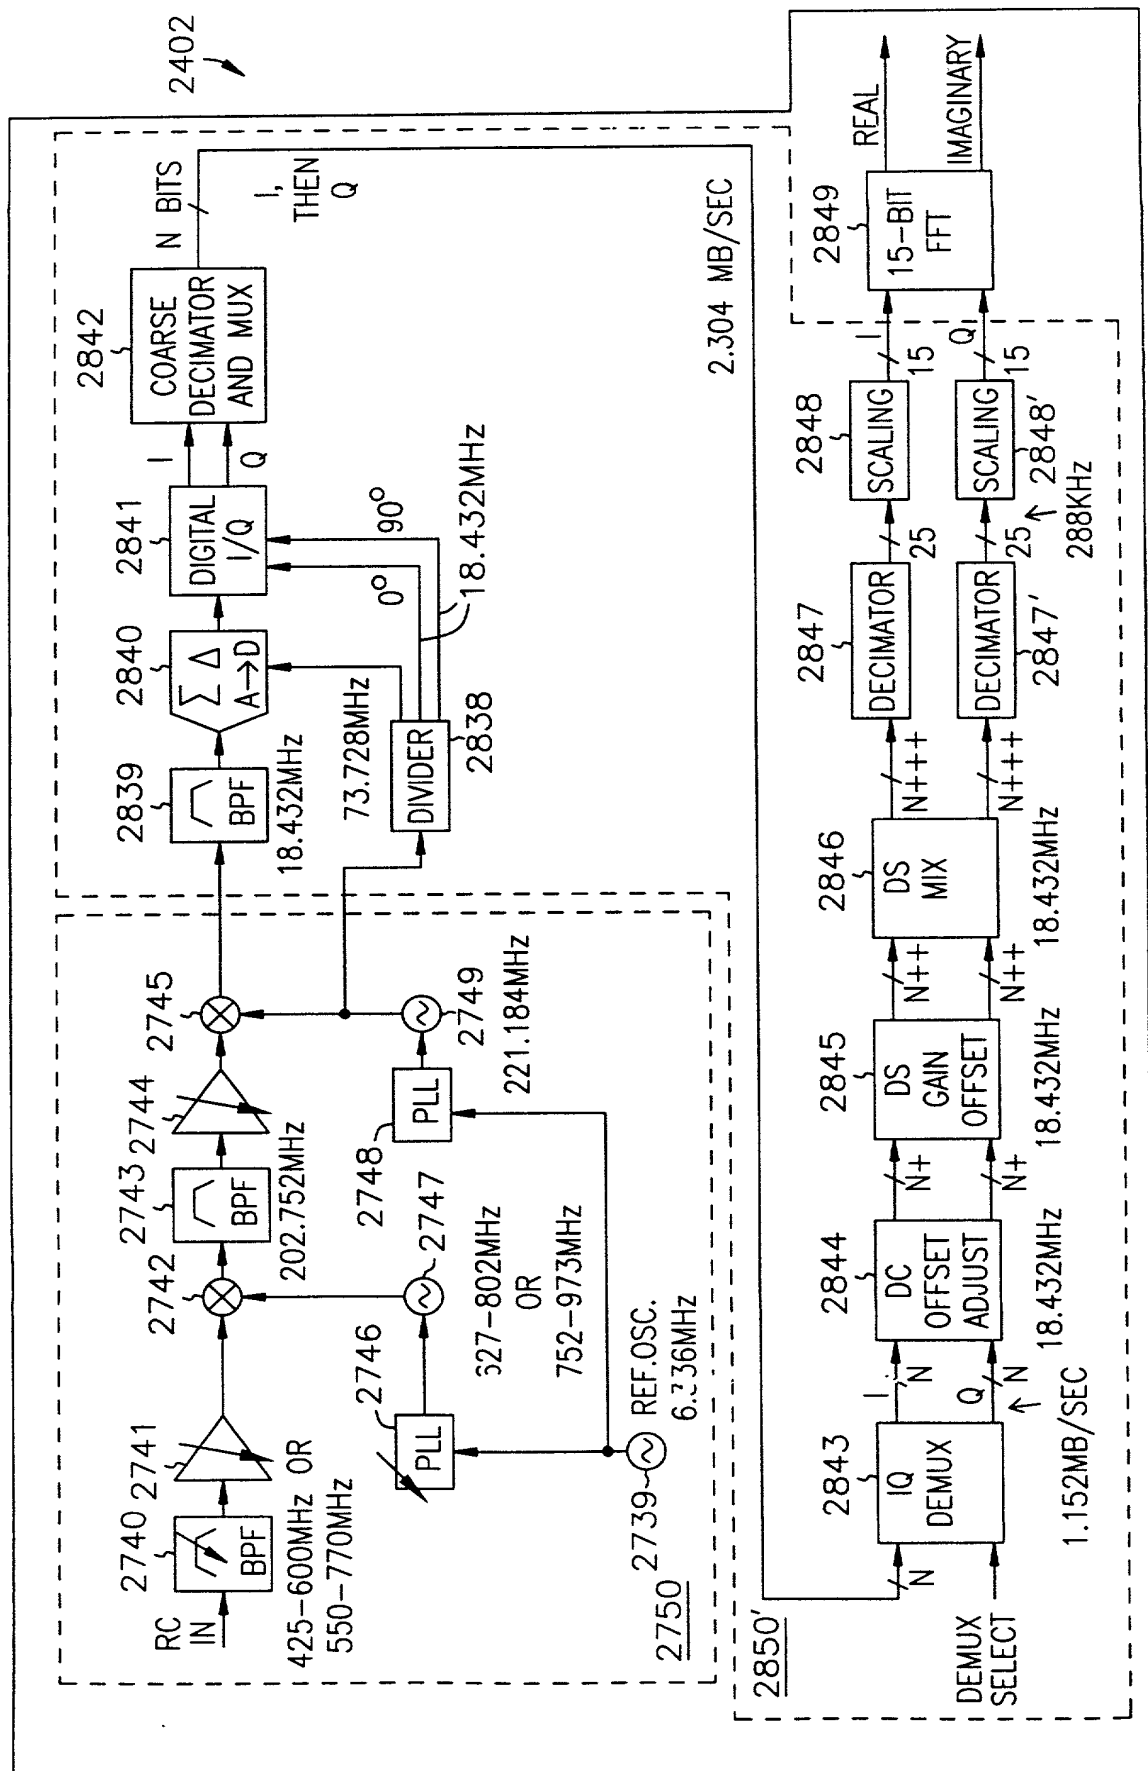 2402
RC
IN
2740
BPF
425-600MHz OR
550-770MHz
2741
2742
2743
BPF
202.752MHz
2744
2745
2746
PLL
2747
627-802MHz
OR
752-973MHz
2748
PLL
2749
221.184MHz
2739
REF.OSC.
2750
2839
BPF
18.432MHz
2840
Σ Δ
A→D
73.728MHz
DIVIDER
2838
0°
90°
18.432MHz
2841
DIGITAL
I/Q
I
Q
2842
COARSE
DECIMATOR
AND MUX
N BITS
I,
THEN
Q
2.304 MB/SEC
2850'
DEMUX
SELECT
N
2843
IQ
DEMUX
1.152MB/SEC
I
N
Q
N
2844
DC
OFFSET
ADJUST
18.432MHz
N+
N+
2845
DS
GAIN
OFFSET
18.432MHz
N++
N++
2846
DS
MIX
18.432MHz
N+++
N+++
2847
DECIMATOR
DECIMATOR
2847'
25
25
288KHz
2848
SCALING
SCALING
2848'
I
15
Q
15
2849
15-BIT
FFT
REAL
IMAGINARY